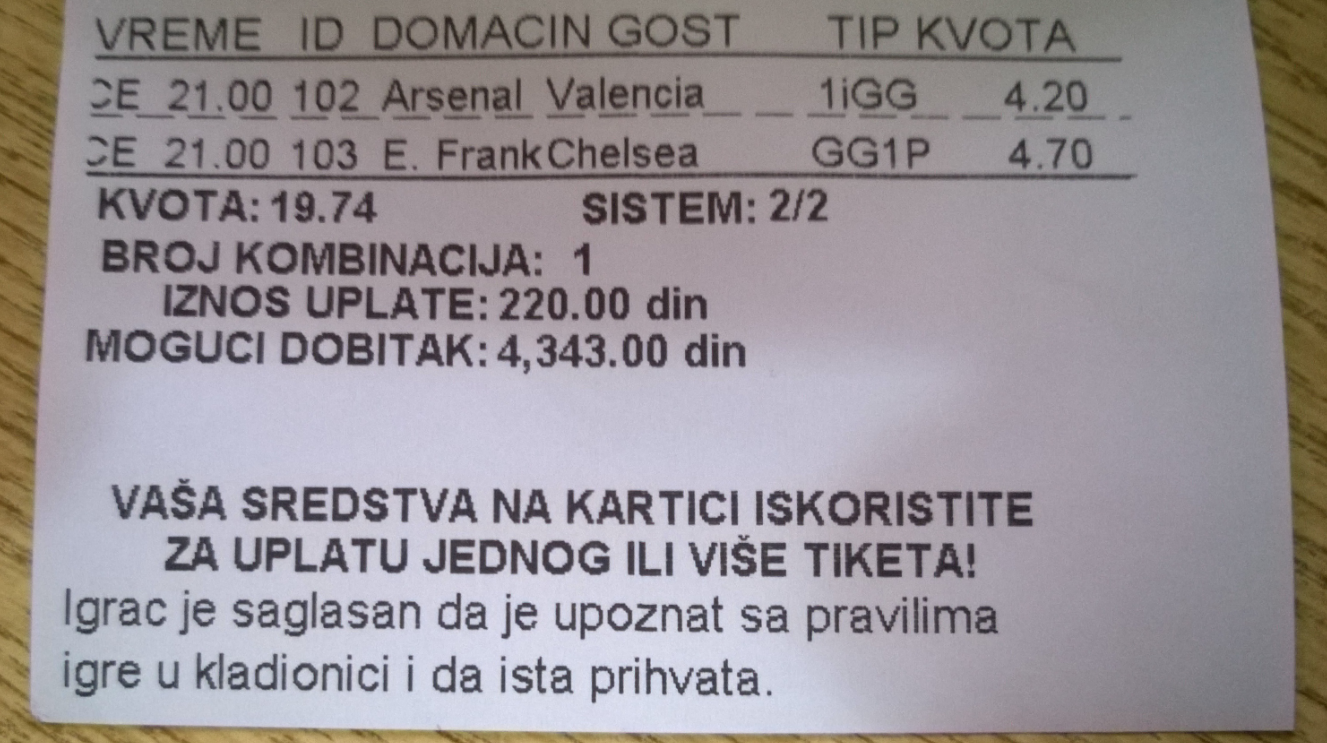 VREME ID DOMACIN GOST TIP KVOTA
ČE 21.00 102 Arsenal Valencia 1iGG 4.20
ČE 21.00 103 E. Frank Chelsea GG1P 4.70
KVOTA: 19.74 SISTEM: 2/2
BROJ KOMBINACIJA: 1
IZNOS UPLATE: 220.00 din
MOGUCI DOBITAK: 4,343.00 din
VAŠA SREDSTVA NA KARTICI ISKORISTITE
ZA UPLATU JEDNOG ILI VIŠE TIKETA!
Igrac je saglasan da je upoznat sa pravilima
igre u kladionici i da ista prihvata.